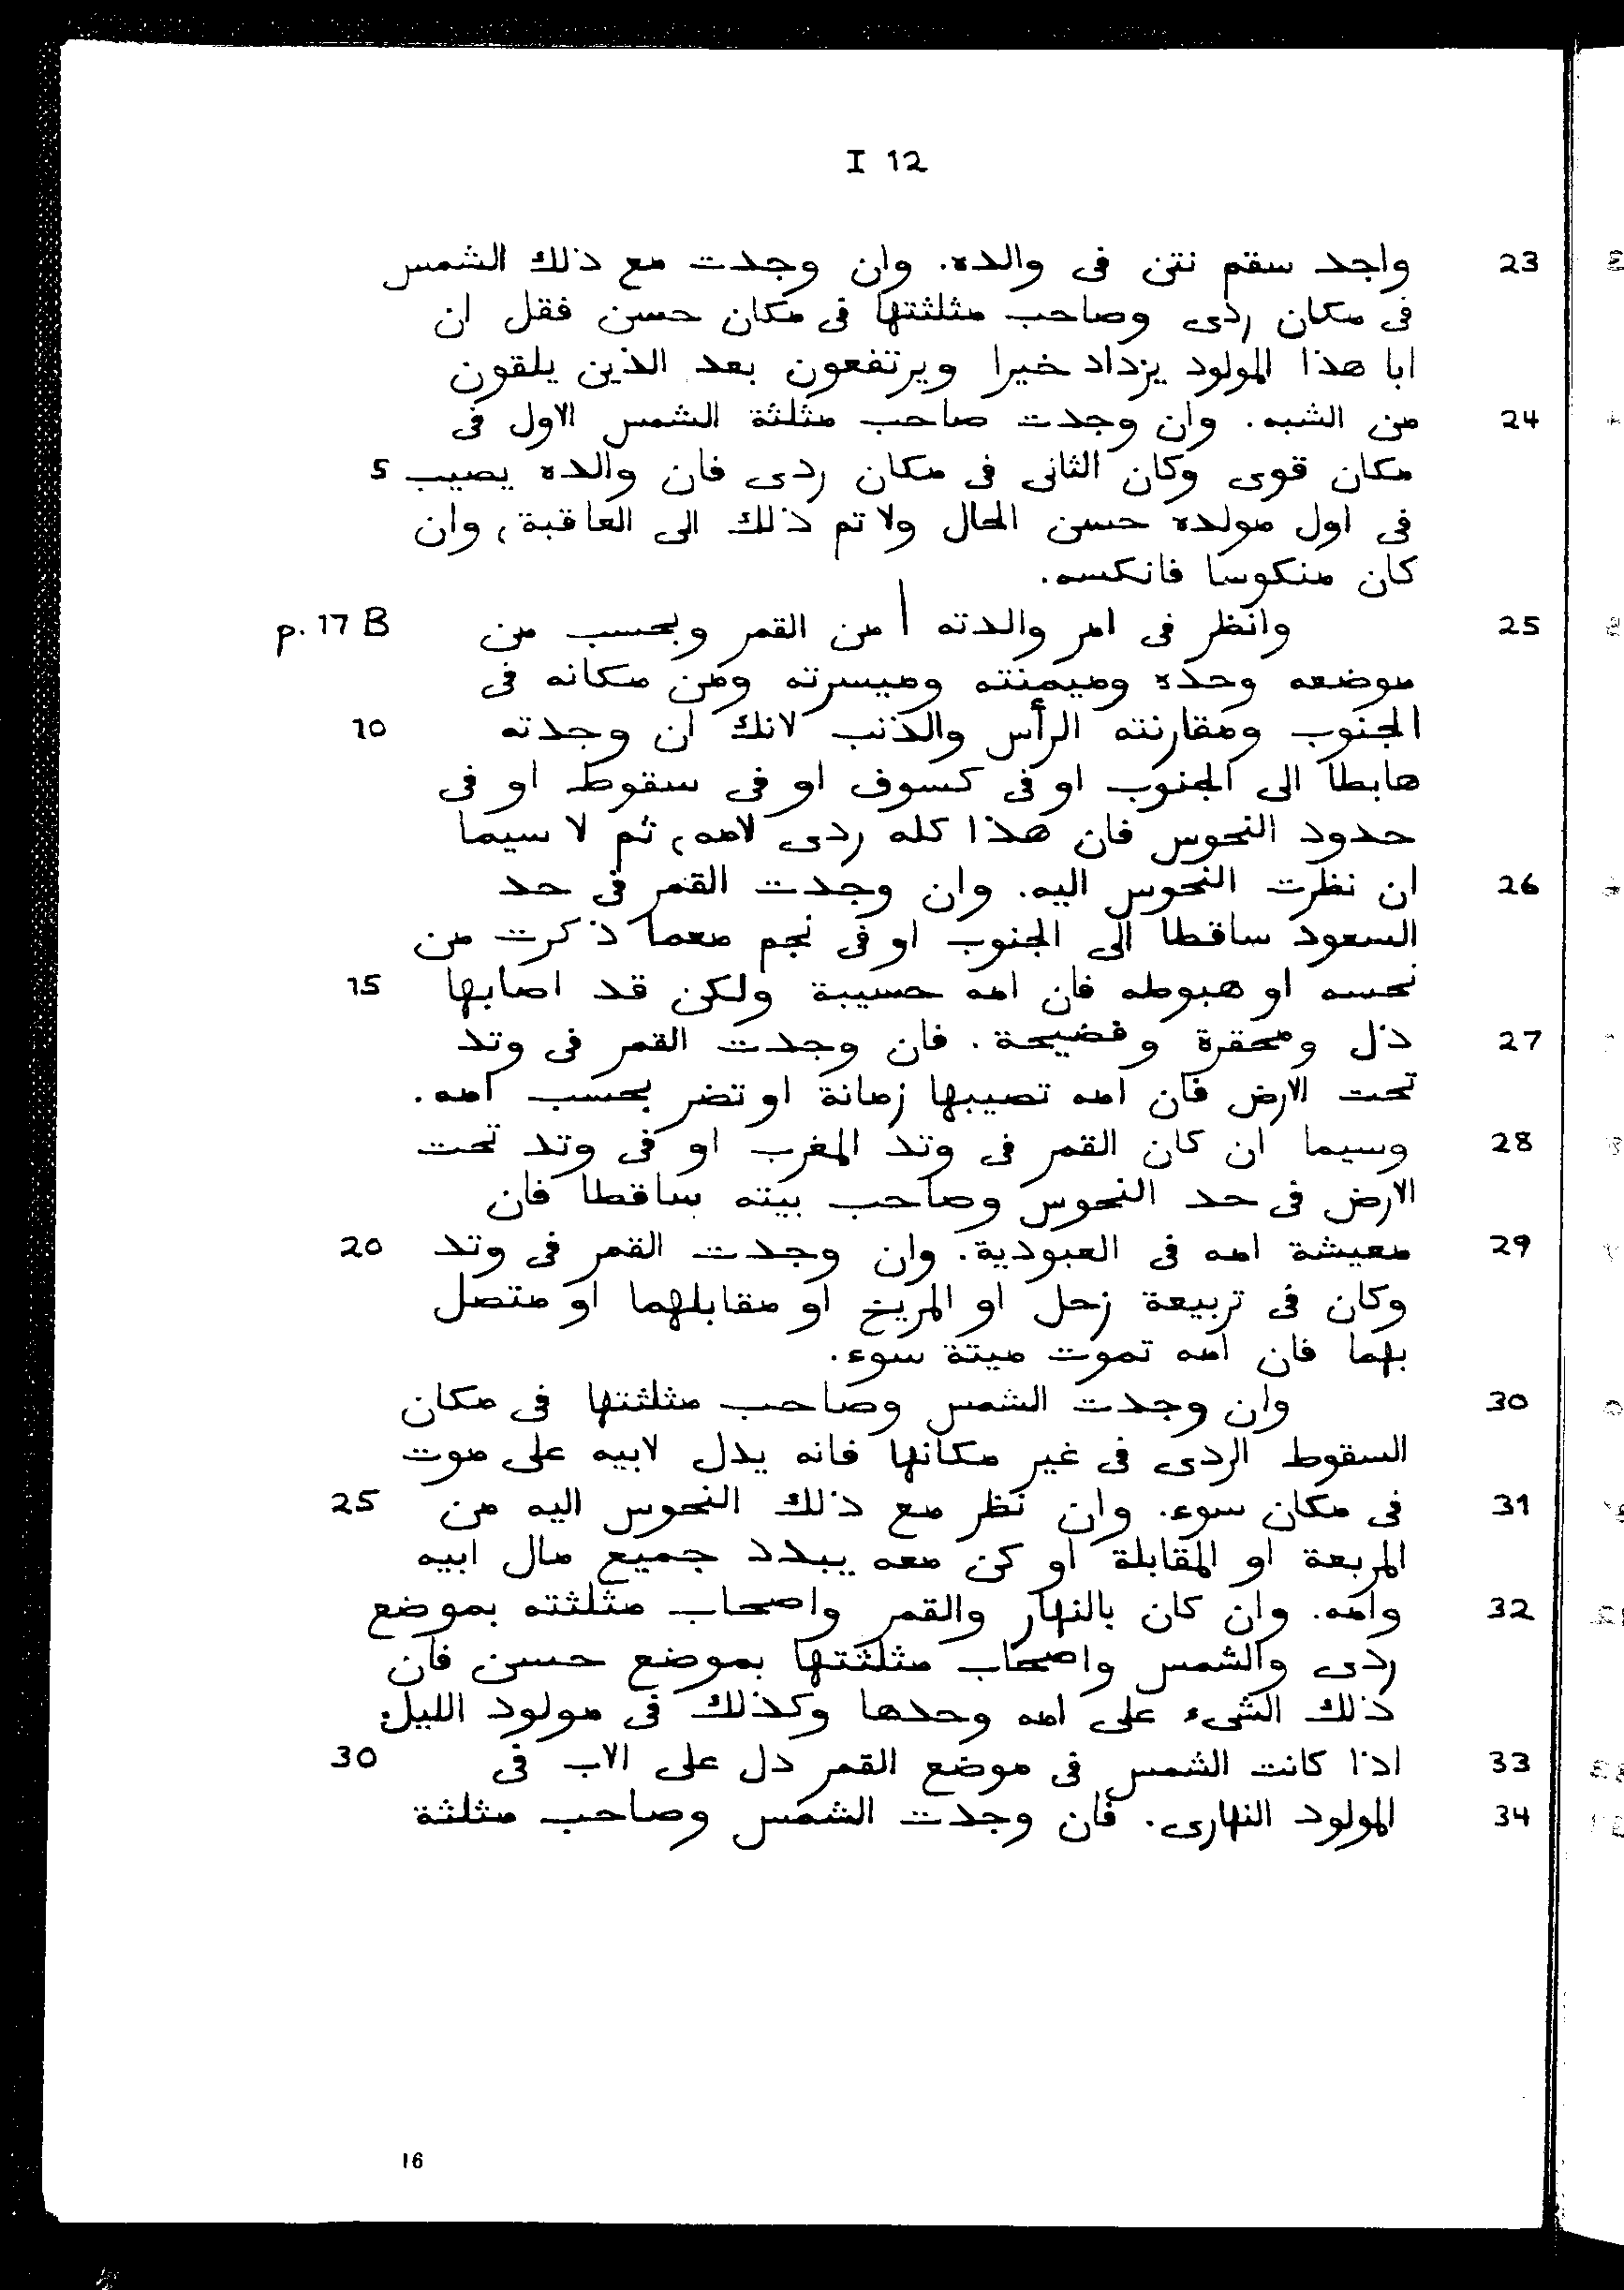 I 12
واجد سقم نتن فى والده. وان وجدت مع ذلك الشمس 23
فى مكان ردى وصاحب مثلثتها فى مكان حسن فقل ان
ابا هذا المولود يزداد خيرا ويرتفعون بعد الذين يلقون
من الشبه. وان وجدت صاحب مثلثة الشمس الاول فى 24
مكان قوى وكان الثانى فى مكان ردى فان والده يصيب 5
فى اول مولده حسن الحال ولا تم ذلك الى العاقبة، وان
كان منكوسا فانكسه.
وانظر فى امر والدته | من القمر وبحسب من 25 p. 17 B
موضعه وحده وميمنته وميسرته ومن مكانه فى
الجنوب ومقارنته الرأس والذنب لانك ان وجدته 10
هابطا الى الجنوب او فى كسوف او فى سقوط او فى
حدود النحوس فان هذا كله ردى لامه، ثم لا سيما
ان نظرت النحوس اليه. وان وجدت القمر فى حد 26
السعود ساقطا الى الجنوب او فى نجم معما ذكرت من
نحسه او هبوطه فان امه حسيبة ولكن قد اصابها 15
ذل ومحقرة وفضيحة. فان وجدت القمر فى وتد 27
تحت الارض فان امه تصيبها زمانة او تضر بحسب امه.
وسيما ان كان القمر فى وتد المغرب او فى وتد تحت 28
الارض فى حد النحوس وصاحب بيته ساقطا فان
معيشة امه فى العبودية. وان وجدت القمر فى وتد 29 20
وكان فى تربيعة زحل او المريخ او مقابلهما او متصل
بهما فان امه تموت ميتة سوء.
وان وجدت الشمس وصاحب مثلثتها فى مكان 30
السقوط الردى فى غير مكانها فانه يدل لابيه على موت
فى مكان سوء. وان نظر مع ذلك النحوس اليه من 31 25
المربعة او المقابلة او كن معه يبدد جميع مال ابيه
وامه. وان كان بالنهار والقمر واصحاب مثلثته بموضع 32
ردى والشمس واصحاب مثلثتها بموضع حسن فان
ذلك الشىء على امه وحدها وكذلك فى مولود الليل:
اذا كانت الشمس فى موضع القمر دل على الاب فى 33 30
المولود النهارى. فان وجدت الشمس وصاحب مثلثة 34
16